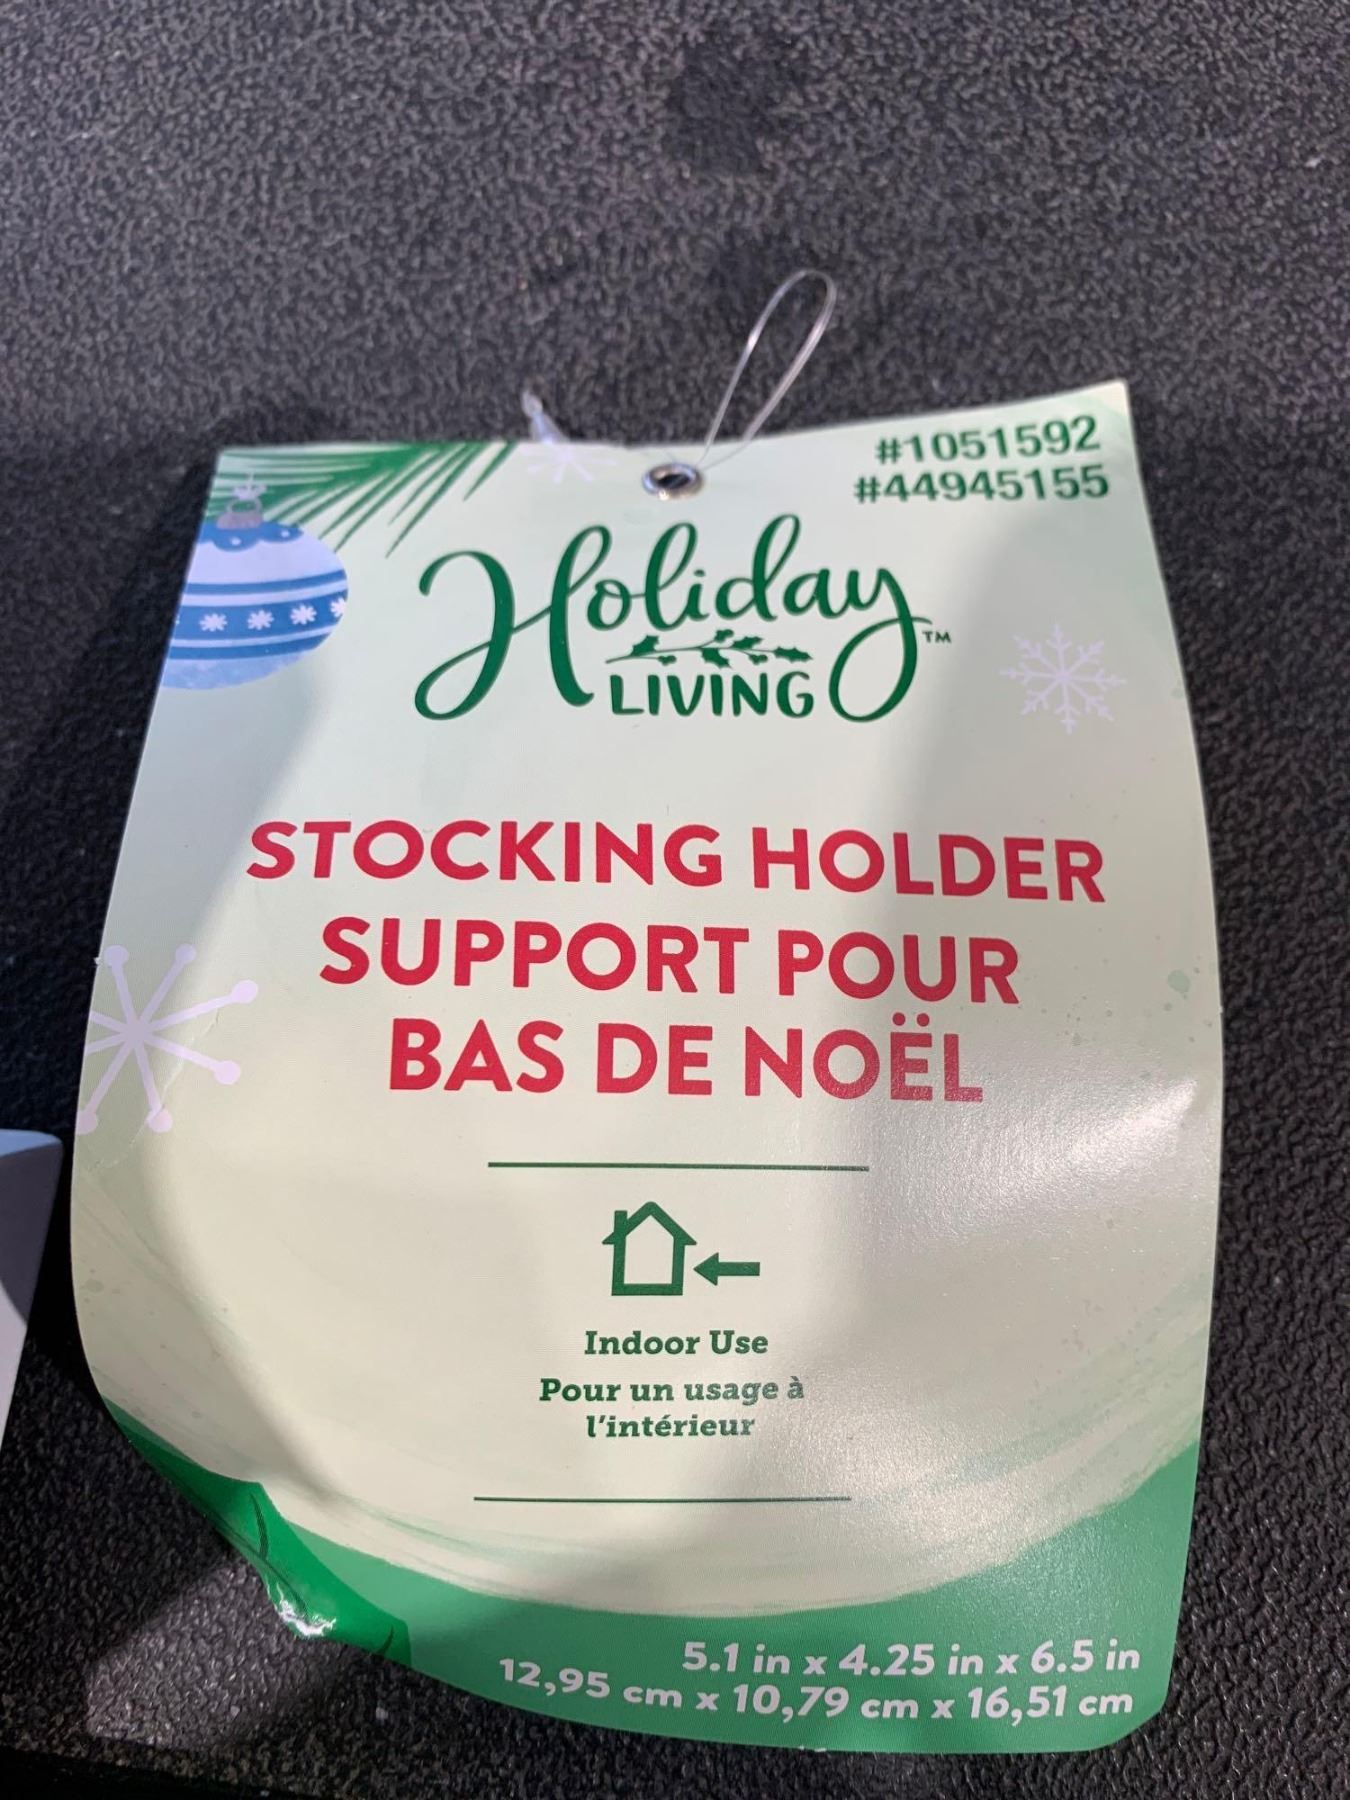 #1051592
#44945155
Holiday
LIVING
™
STOCKING HOLDER
SUPPORT POUR
BAS DE NOËL
Indoor Use
Pour un usage à
l'intérieur
5.1 in x 4.25 in x 6.5 in
12,95 cm x 10,79 cm x 16,51 cm